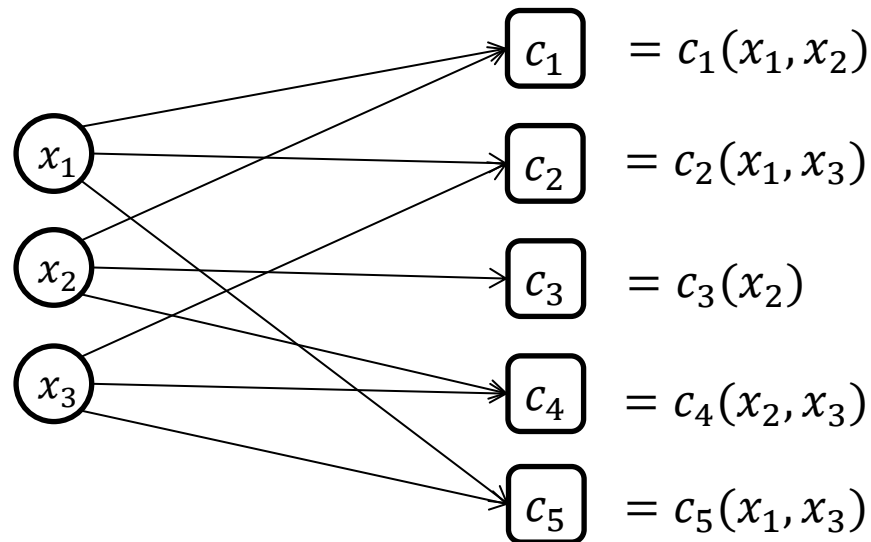 c₁ = c₁(x₁, x₂)
x₁
c₂ = c₂(x₁, x₃)
x₂
c₃ = c₃(x₂)
x₃
c₄ = c₄(x₂, x₃)
c₅ = c₅(x₁, x₃)